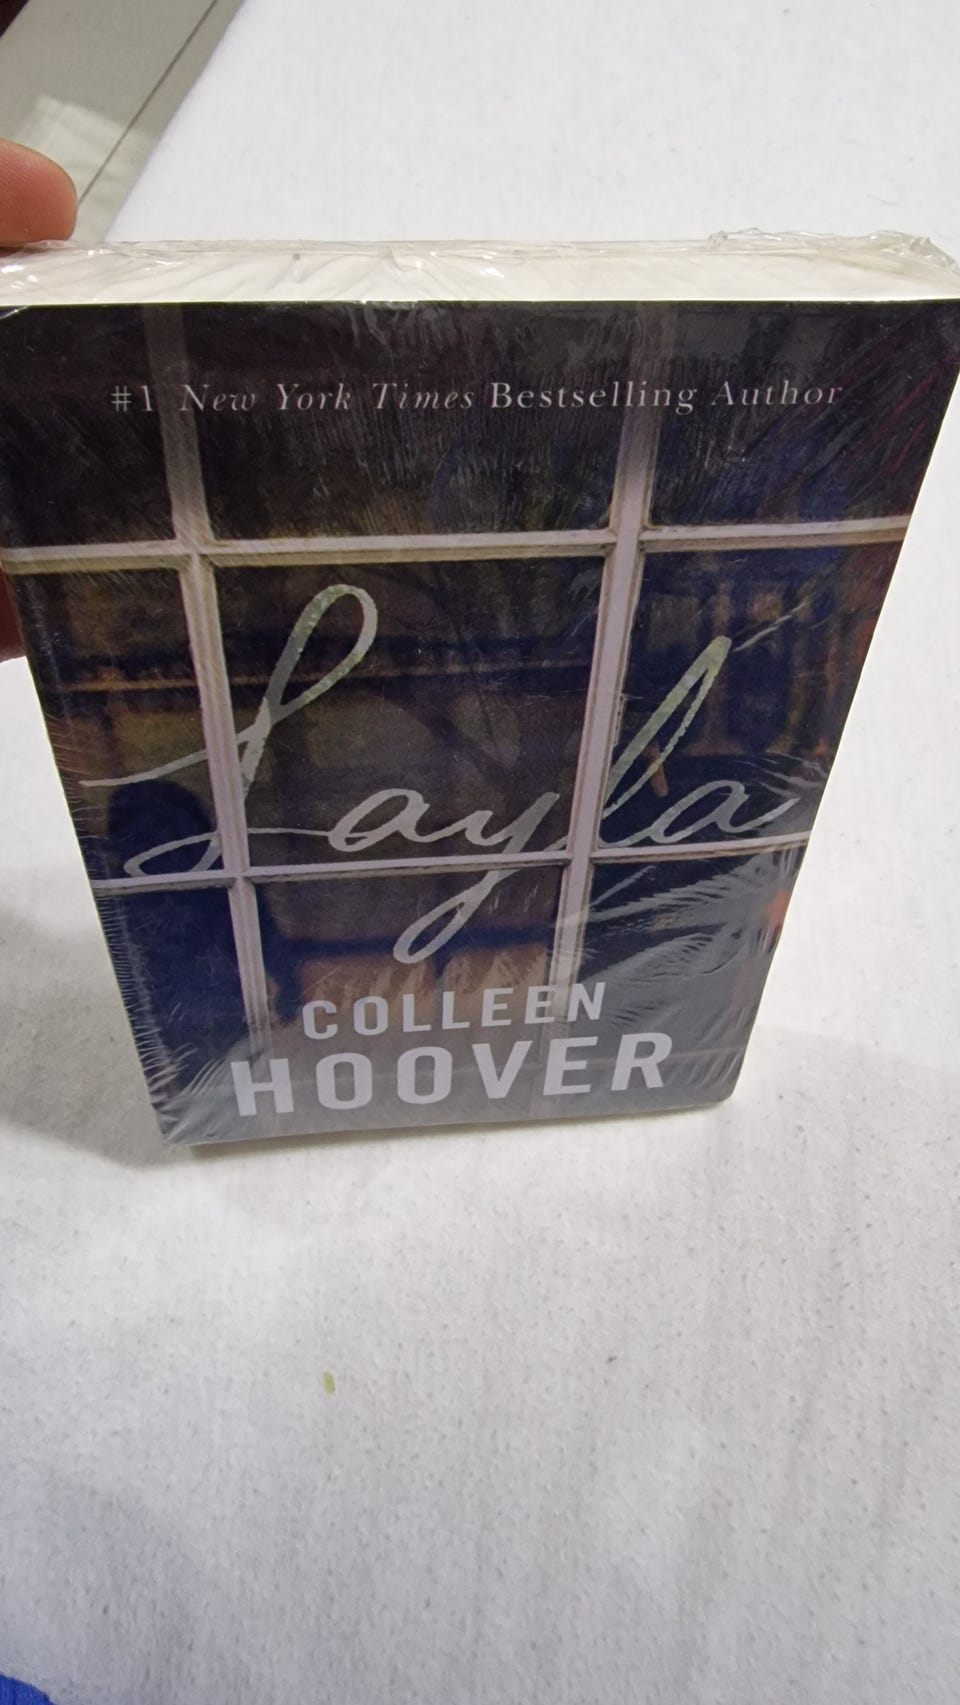 #1 New York Times Bestselling Author
Layla
COLLEEN
HOOVER